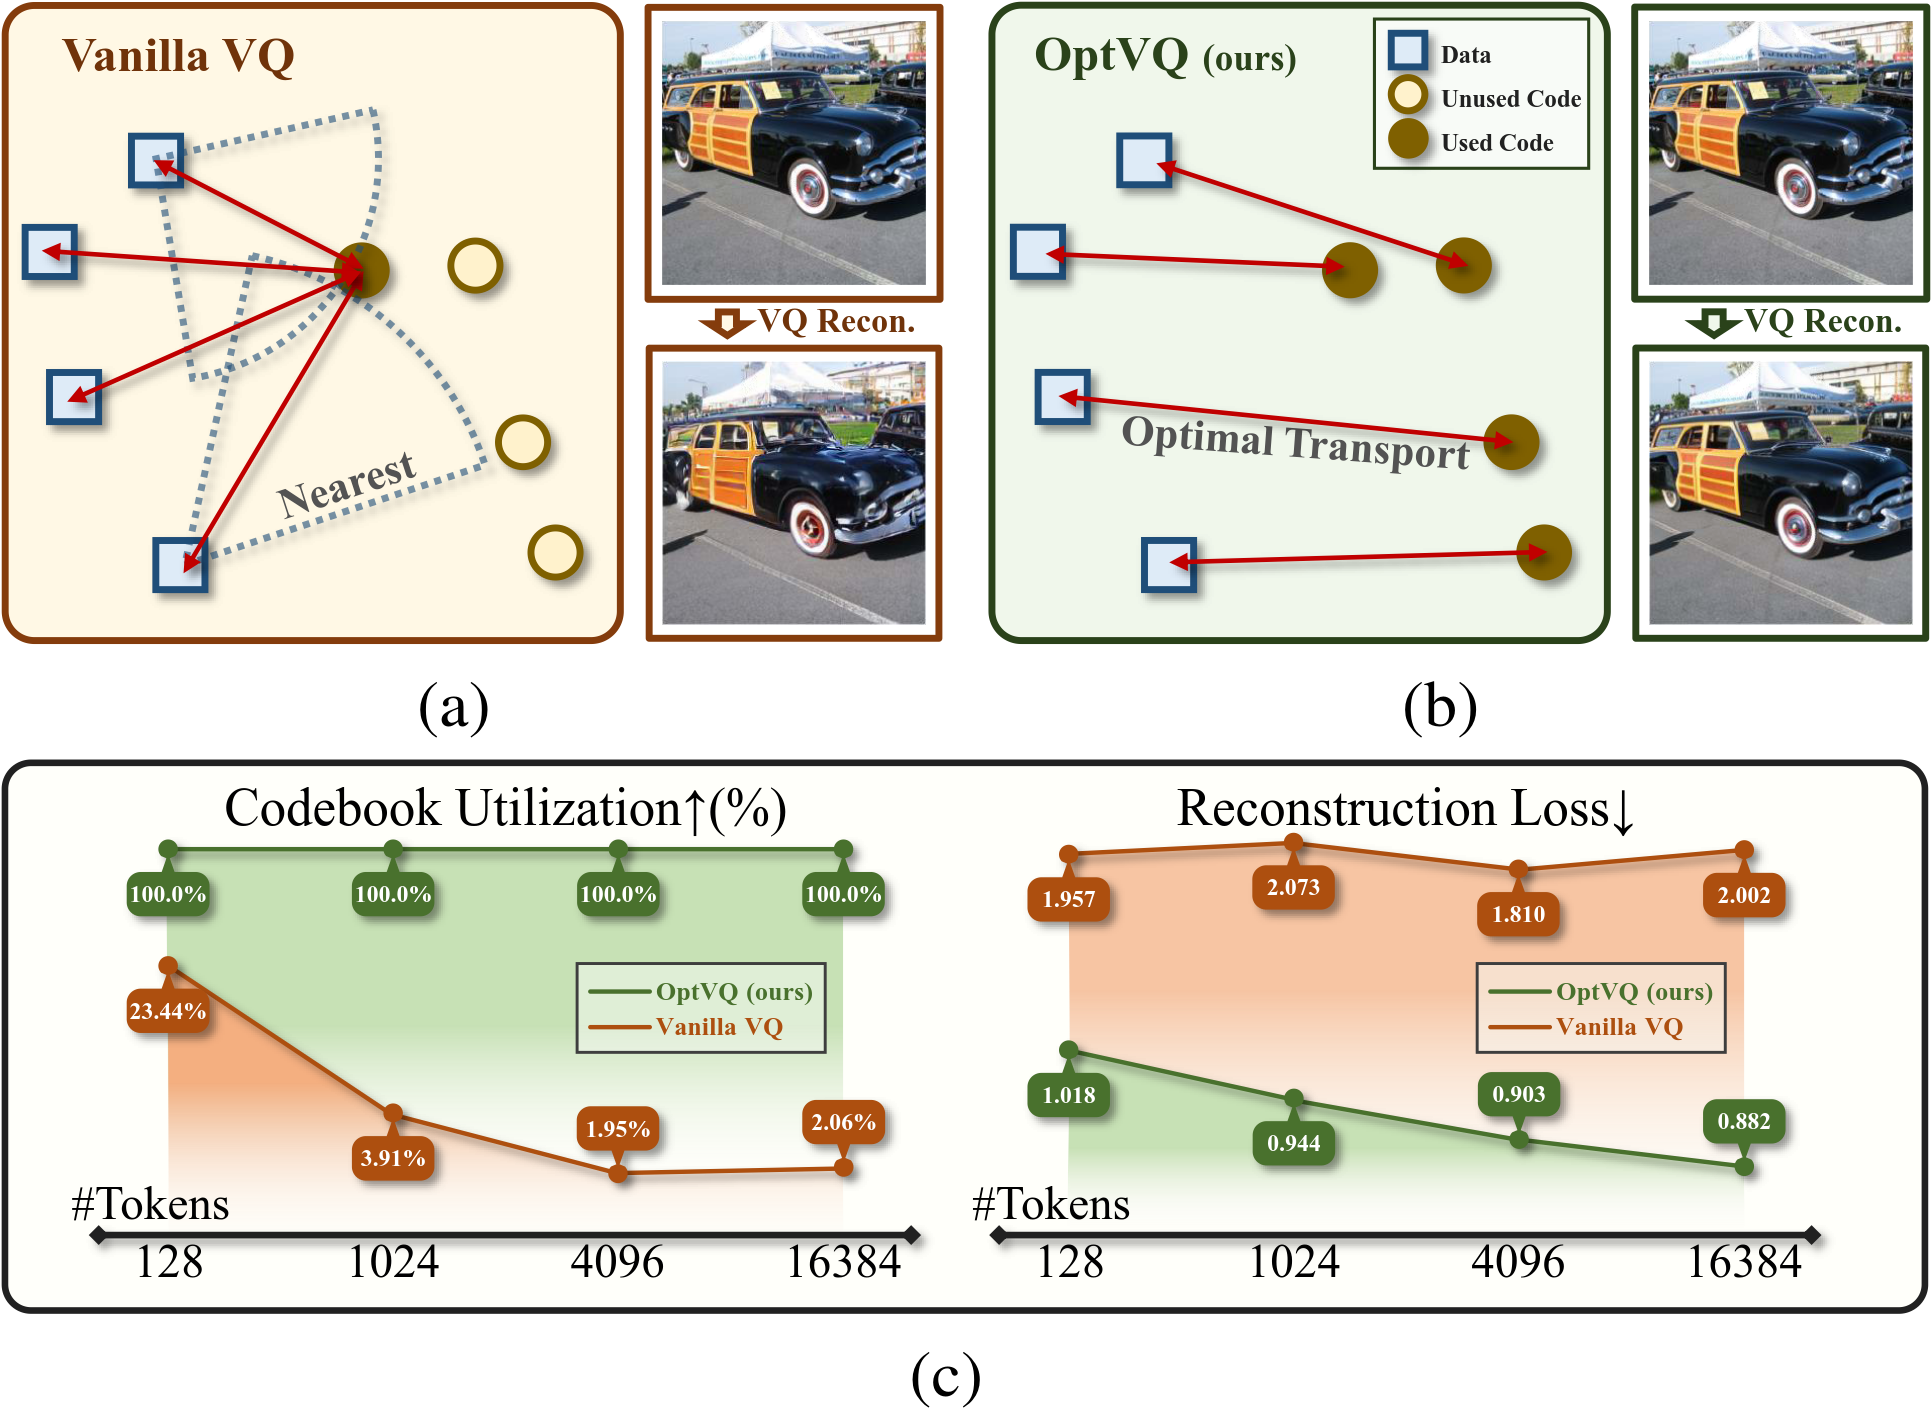 Vanilla VQ
Nearest
VQ Recon.
(a)
OptVQ (ours)
Data
Unused Code
Used Code
Optimal Transport
VQ Recon.
(b)
Codebook Utilization↑(%)
100.0%
100.0%
100.0%
100.0%
23.44%
3.91%
1.95%
2.06%
OptVQ (ours)
Vanilla VQ
#Tokens
128
1024
4096
16384
Reconstruction Loss↓
1.957
2.073
1.810
2.002
OptVQ (ours)
Vanilla VQ
1.018
0.944
0.903
0.882
#Tokens
128
1024
4096
16384
(c)